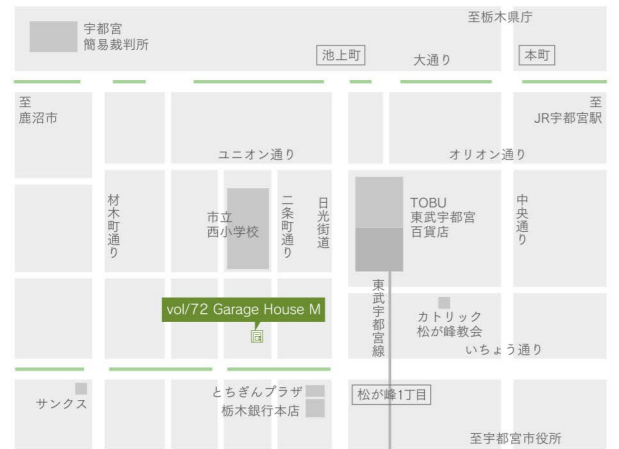 至栃木県庁
宇都宮
簡易裁判所
池上町
大通り
本町
至
鹿沼市
至
JR宇都宮駅
ユニオン通り
オリオン通り
材木町通り
市立
西小学校
二条町通り
日光街道
TOBU
東武宇都宮
百貨店
中央通り
東武宇都宮線
vol/72 Garage House M
カトリック
松が峰教会
いちょう通り
サンクス
とちぎんプラザ
栃木銀行本店
松が峰1丁目
至宇都宮市役所